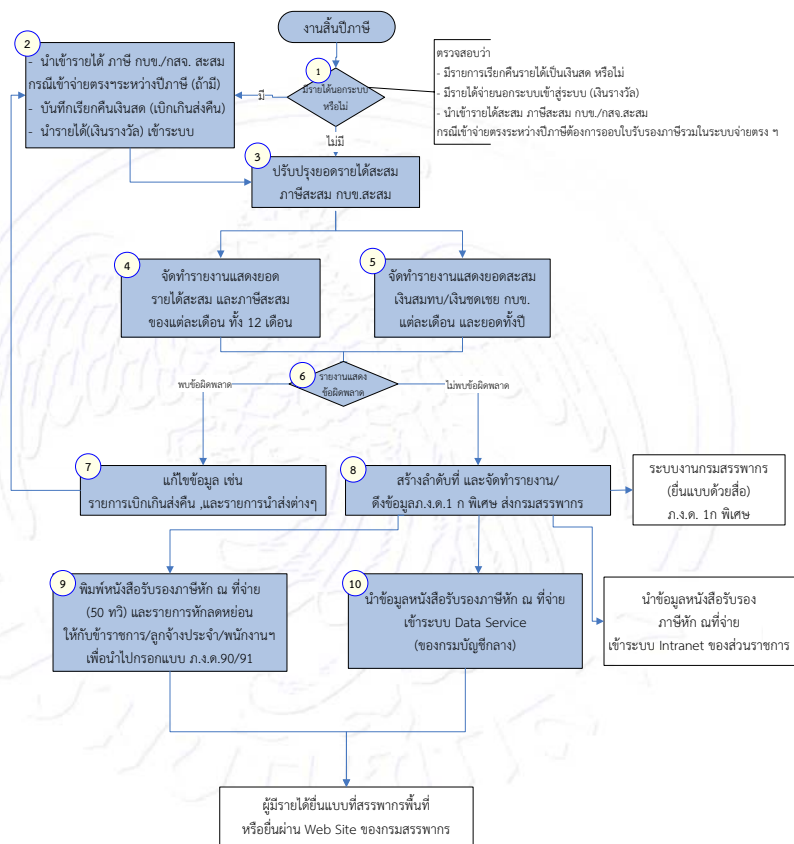 งานสิ้นปีภาษี
1
มีรายได้นอกระบบ
หรือไม่
ตรวจสอบว่า
- มีรายการเรียกคืนรายได้เป็นเงินสด หรือไม่
- มีรายได้จ่ายนอกระบบเข้าสู่ระบบ (เงินรางวัล)
- นำเข้ารายได้สะสม ภาษีสะสม กบข./กสจ.สะสม
กรณีเข้าจ่ายตรงระหว่างปีภาษีต้องการออกใบรับรองภาษีรวมในระบบจ่ายตรง ฯ
มี
ไม่มี
2
- นำเข้ารายได้ ภาษี กบข./กสจ. สะสม
กรณีเข้าจ่ายตรงฯระหว่างปีภาษี (ถ้ามี)
- บันทึกเรียกคืนเงินสด (เบิกเกินส่งคืน)
- นำรายได้(เงินรางวัล) เข้าระบบ
3
ปรับปรุงยอดรายได้สะสม
ภาษีสะสม กบข.สะสม
4
จัดทำรายงานแสดงยอด
รายได้สะสม และภาษีสะสม
ของแต่ละเดือน ทั้ง 12 เดือน
5
จัดทำรายงานแสดงยอดสะสม
เงินสมทบ/เงินชดเชย กบข.
แต่ละเดือน และยอดทั้งปี
6
รายงานแสดง
ข้อผิดพลาด
พบข้อผิดพลาด
ไม่พบข้อผิดพลาด
7
แก้ไขข้อมูล เช่น
รายการเบิกเกินส่งคืน ,และรายการนำส่งต่างๆ
8
สร้างลำดับที่ และจัดทำรายงาน/
ดึงข้อมูลภ.ง.ด.1 ก พิเศษ ส่งกรมสรรพากร
ระบบงานกรมสรรพากร
(ยื่นแบบด้วยสื่อ)
ภ.ง.ด. 1ก พิเศษ
9
พิมพ์หนังสือรับรองภาษีหัก ณ ที่จ่าย
(50 ทวิ) และรายการหักลดหย่อน
ให้กับข้าราชการ/ลูกจ้างประจำ/พนักงานฯ
เพื่อนำไปกรอกแบบ ภ.ง.ด.90/91
10
นำข้อมูลหนังสือรับรองภาษีหัก ณ ที่จ่าย
เข้าระบบ Data Service
(ของกรมบัญชีกลาง)
นำข้อมูลหนังสือรับรอง
ภาษีหัก ณที่จ่าย
เข้าระบบ Intranet ของส่วนราชการ
ผู้มีรายได้ยื่นแบบที่สรรพากรพื้นที่
หรือยื่นผ่าน Web Site ของกรมสรรพากร